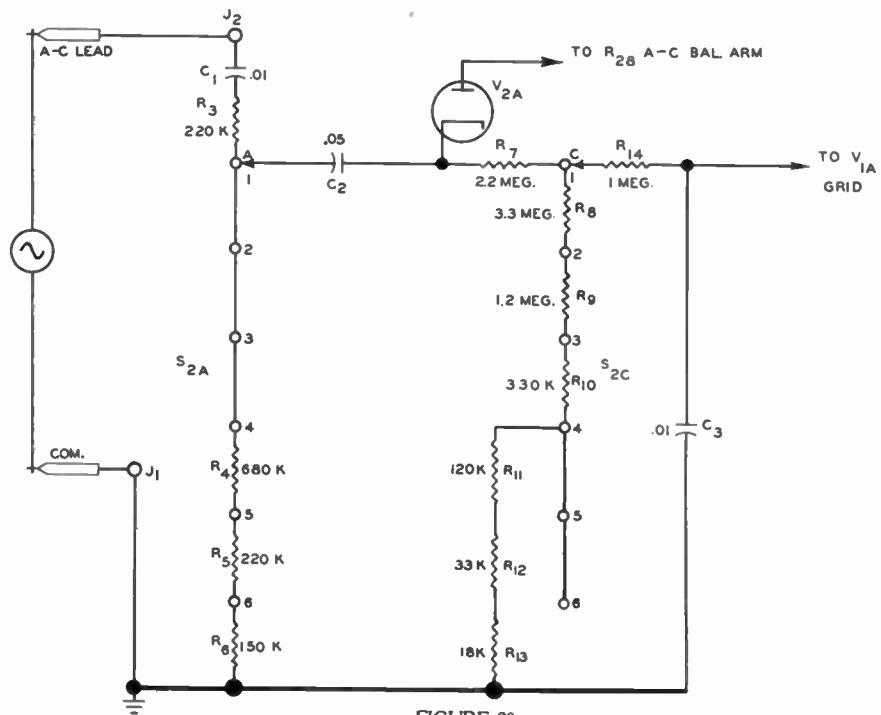 J2
A-C LEAD
C1 .01
R3
220 K
A
1
2
3
S2A
4
R4 680 K
5
R5 220 K
6
R6 150 K
COM.
J1
.05
C2
V2A
TO R28 A-C BAL. ARM
R7
2.2 MEG.
C
1
R14
1 MEG.
TO V1A
GRID
3.3 MEG. R8
2
1.2 MEG. R9
3
S2C
330 K R10
4
120K R11
5
33K R12
6
18K R13
.01 C3